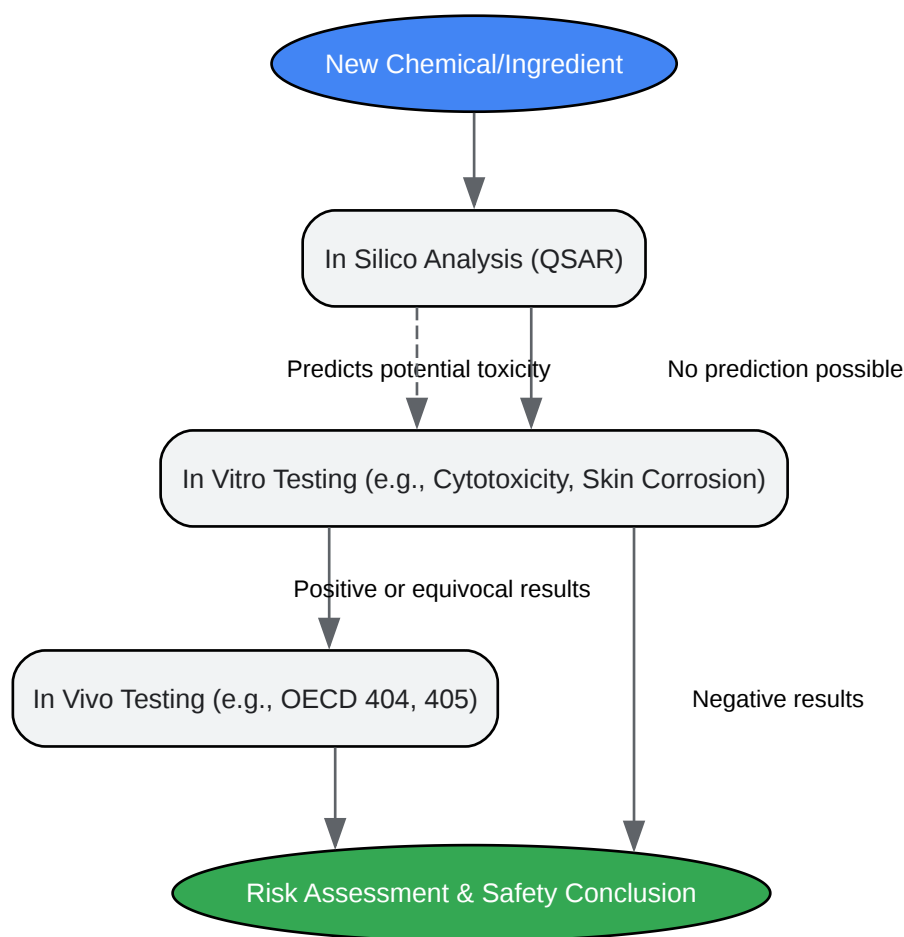 New Chemical/Ingredient
In Silico Analysis (QSAR)
Predicts potential toxicity
No prediction possible
In Vitro Testing (e.g., Cytotoxicity, Skin Corrosion)
Positive or equivocal results
In Vivo Testing (e.g., OECD 404, 405)
Negative results
Risk Assessment & Safety Conclusion